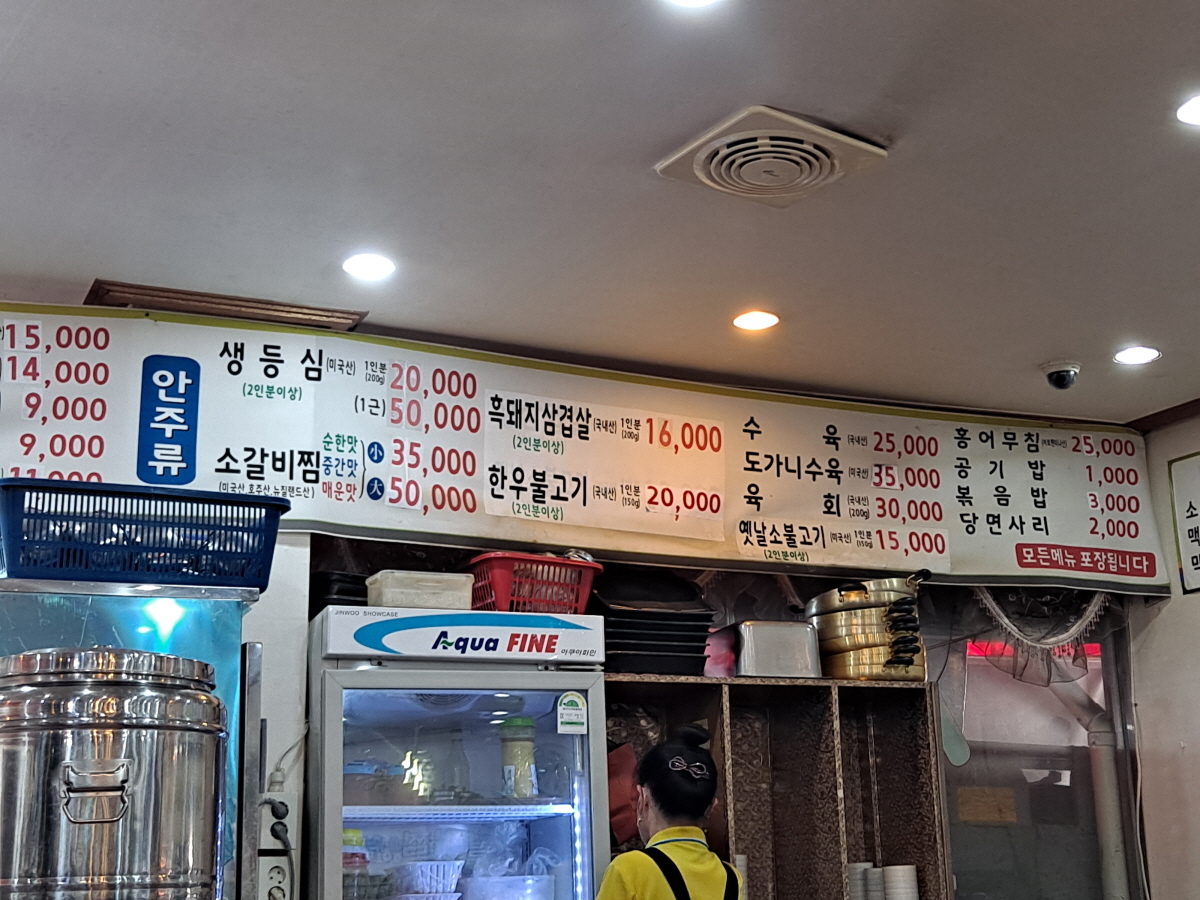 15,000
14,000
9,000
9,000
안주류
생등심 (미국산) 1인분 (200g) 20,000
(2인분이상)
(1근) 50,000
소갈비찜 순한맛 중간맛 매운맛 小 35,000
(미국산,호주산,뉴질랜드산) 大 50,000
흑돼지삼겹살 (국내산) 1인분 (200g) 16,000
(2인분이상)
한우불고기 (국내산) 1인분 (150g) 20,000
(2인분이상)
수육 (국내산) 25,000
도가니수육 (미국산) 35,000
육회 (국내산) (200g) 30,000
옛날소불고기 (미국산) 1인분 (150g) 15,000
(2인분이상)
홍어무침 25,000
공기밥 1,000
볶음밥 3,000
당면사리 2,000
모든메뉴 포장됩니다
JINWOO SHOWCASE
Aqua FINE 아쿠아파인